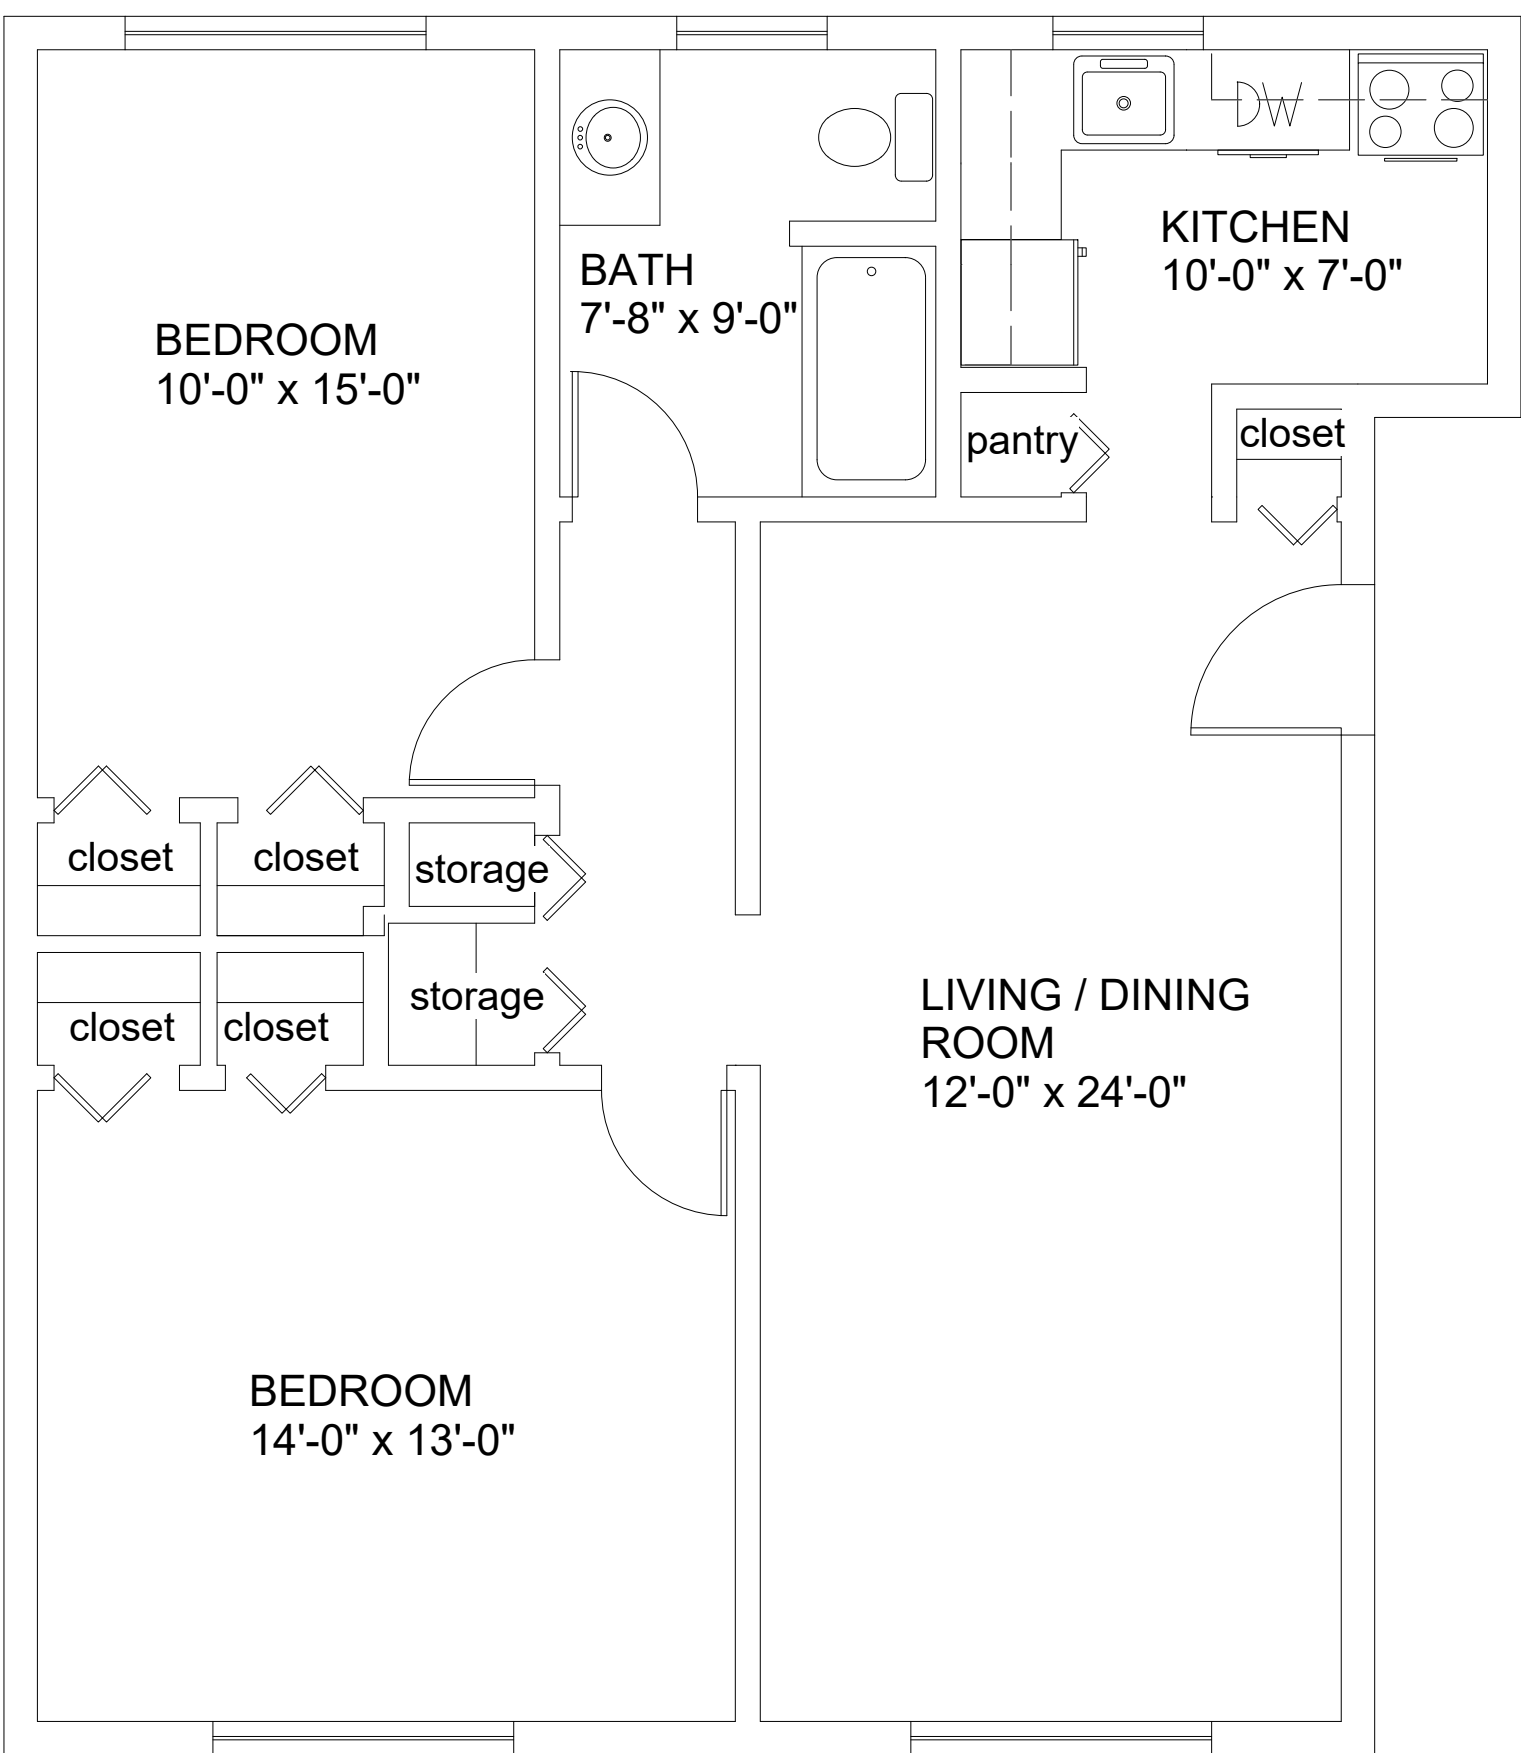 DW
KITCHEN
10'-0" x 7'-0"
BATH
7'-8" x 9'-0"
BEDROOM
10'-0" x 15'-0"
pantry
closet
closet
closet
storage
storage
closet
closet
LIVING / DINING
ROOM
12'-0" x 24'-0"
BEDROOM
14'-0" x 13'-0"